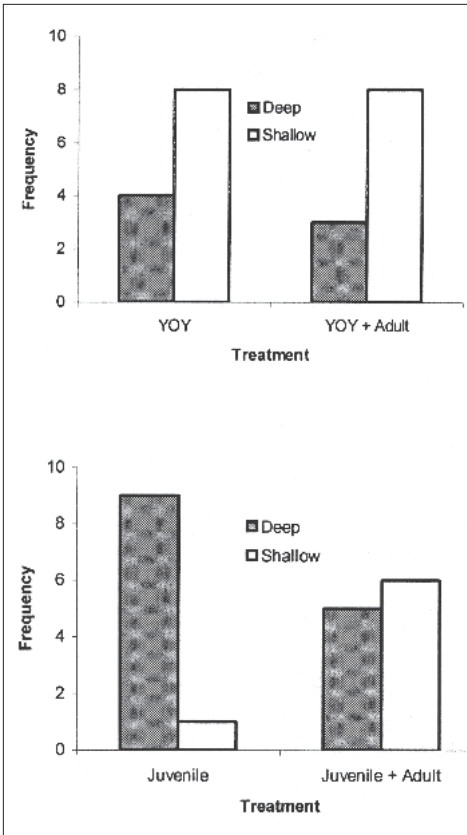 10
8
Deep
Shallow
6
Frequency
4
2
0
YOY
YOY + Adult
Treatment
10
8
Deep
Shallow
6
Frequency
4
2
0
Juvenile
Juvenile + Adult
Treatment